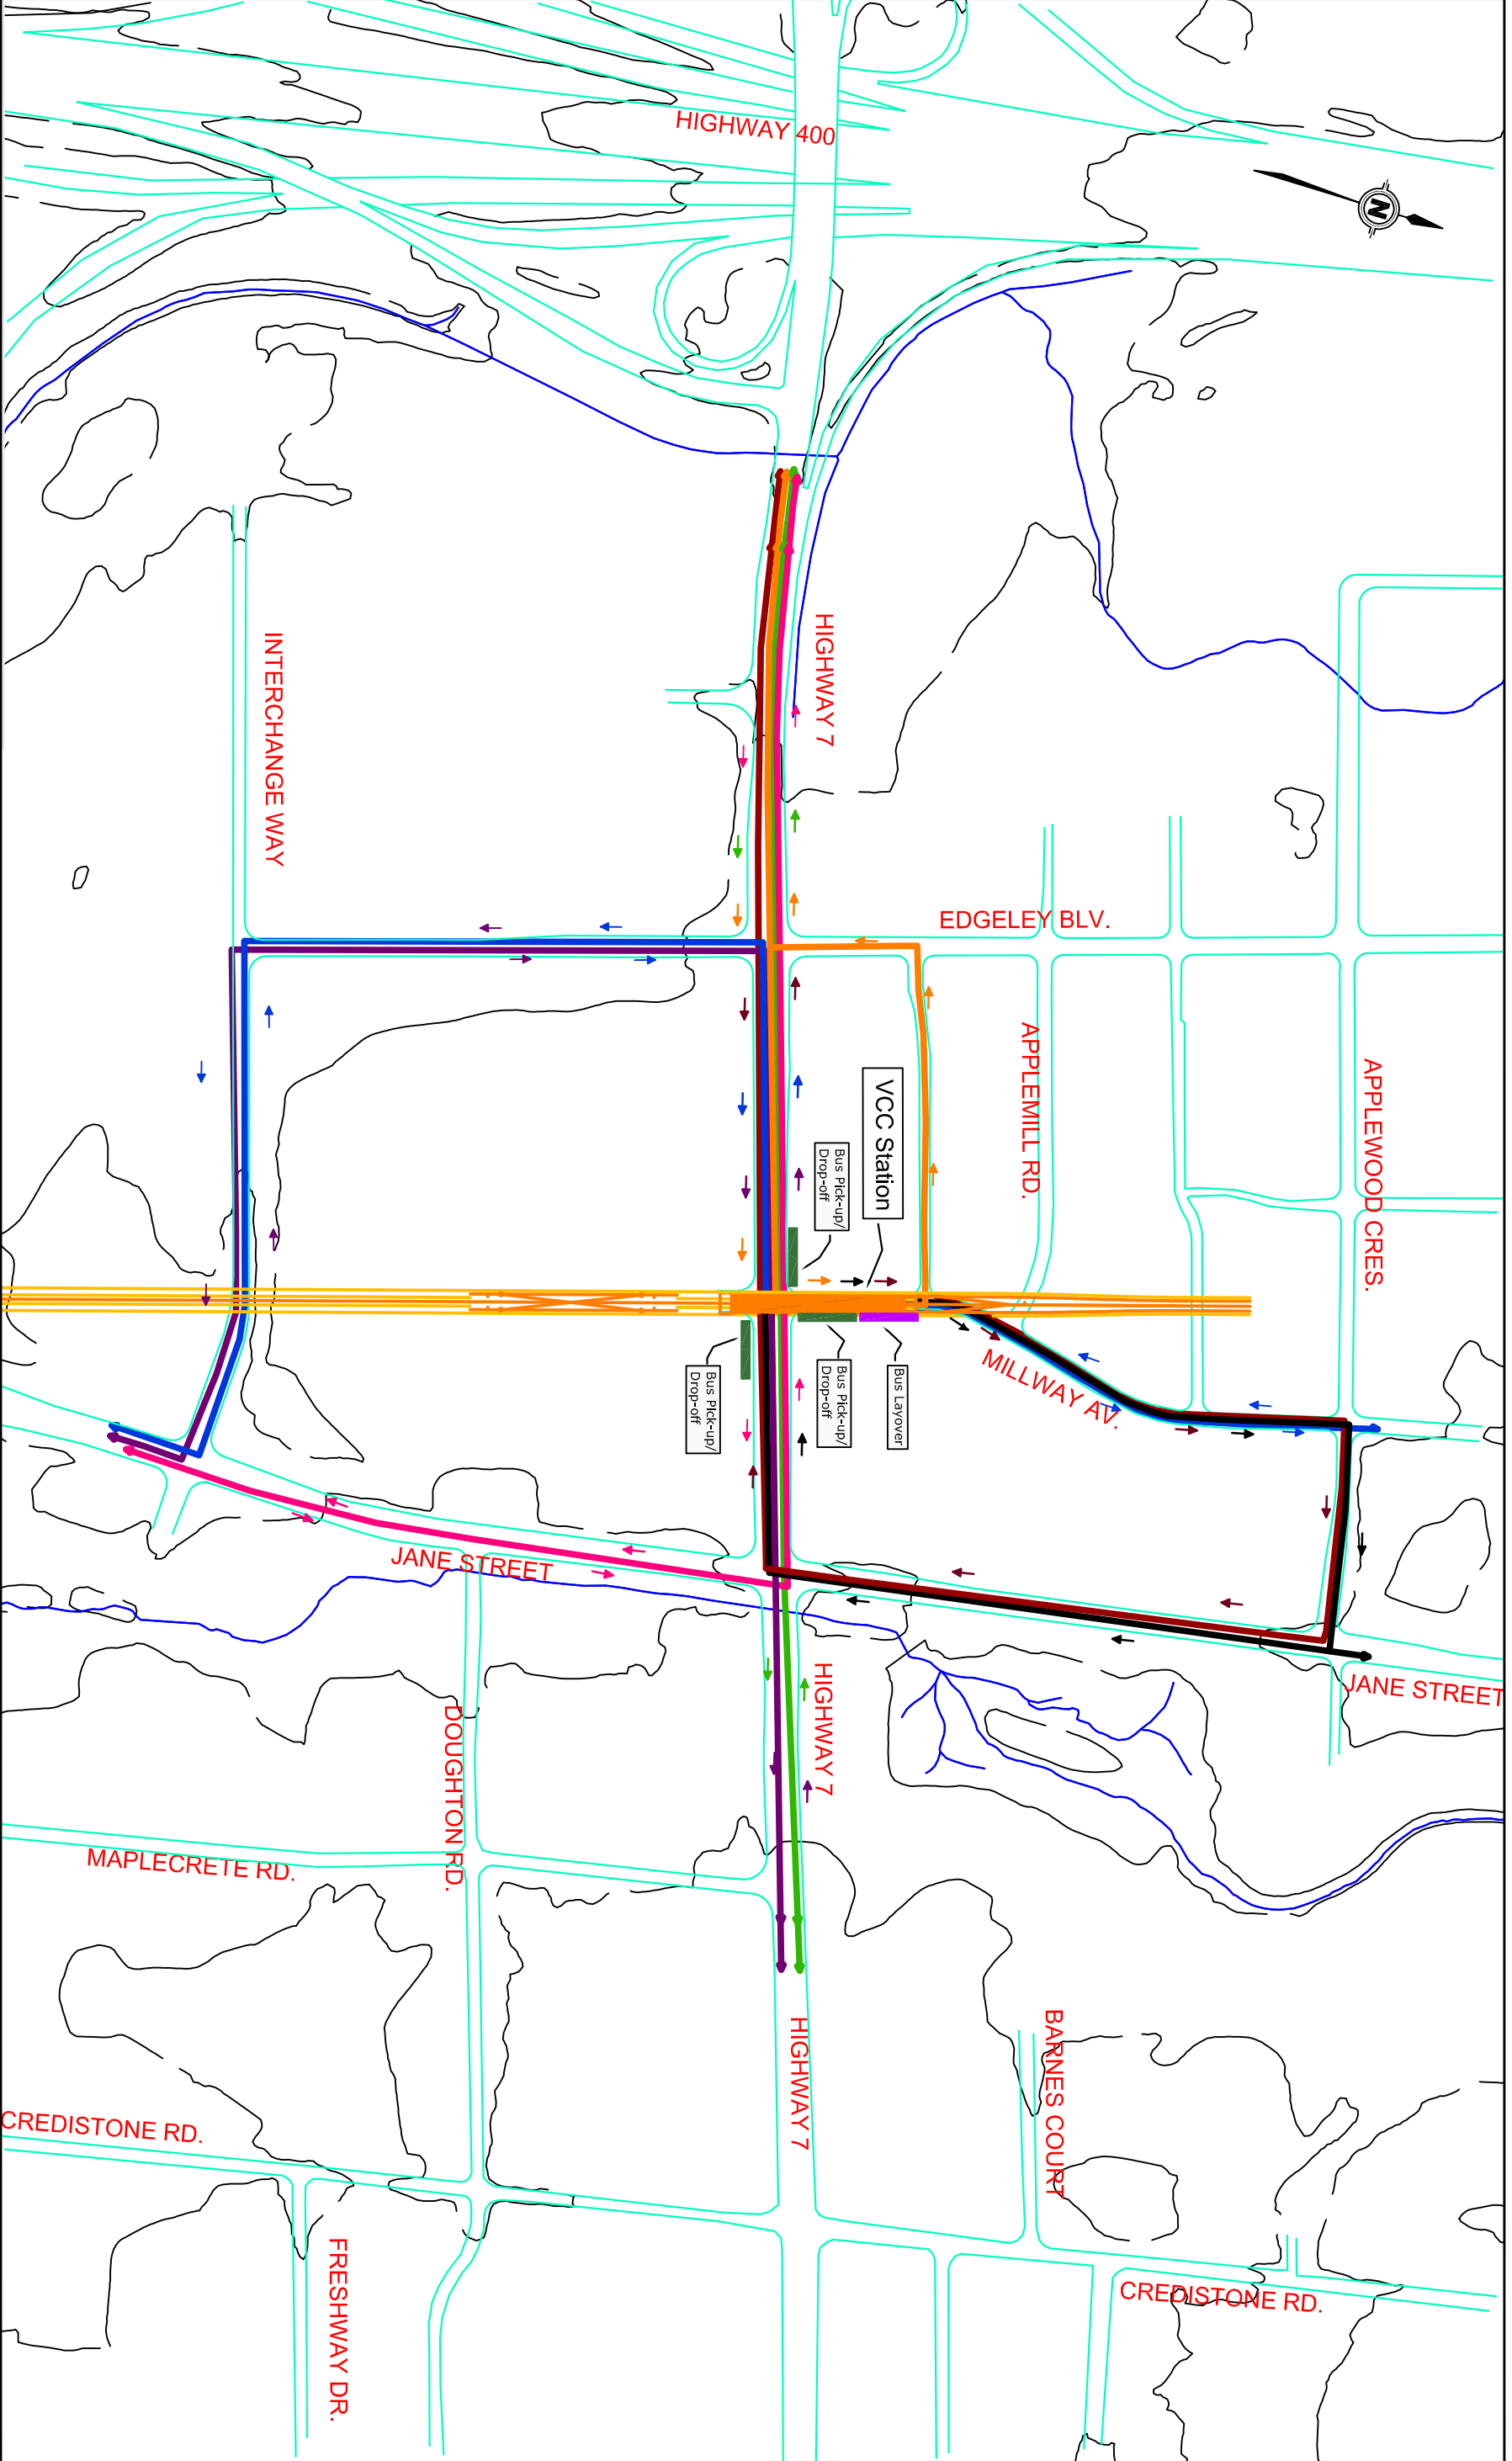 HIGHWAY 400
N
HIGHWAY 7
INTERCHANGE WAY
EDGELEY BLV.
VCC Station
APPLEMILL RD.
APPLEWOOD CRES.
Bus Pick-up/
Drop-off
Bus Pick-up/
Drop-off
Bus Pick-up/
Drop-off
Bus Layover
MILLWAY AV.
JANE STREET
JANE STREET
HIGHWAY 7
DOUGHTON RD.
MAPLECRETE RD.
HIGHWAY 7
BARNES COURT
CREDISTONE RD.
FRESHWAY DR.
CREDISTONE RD.